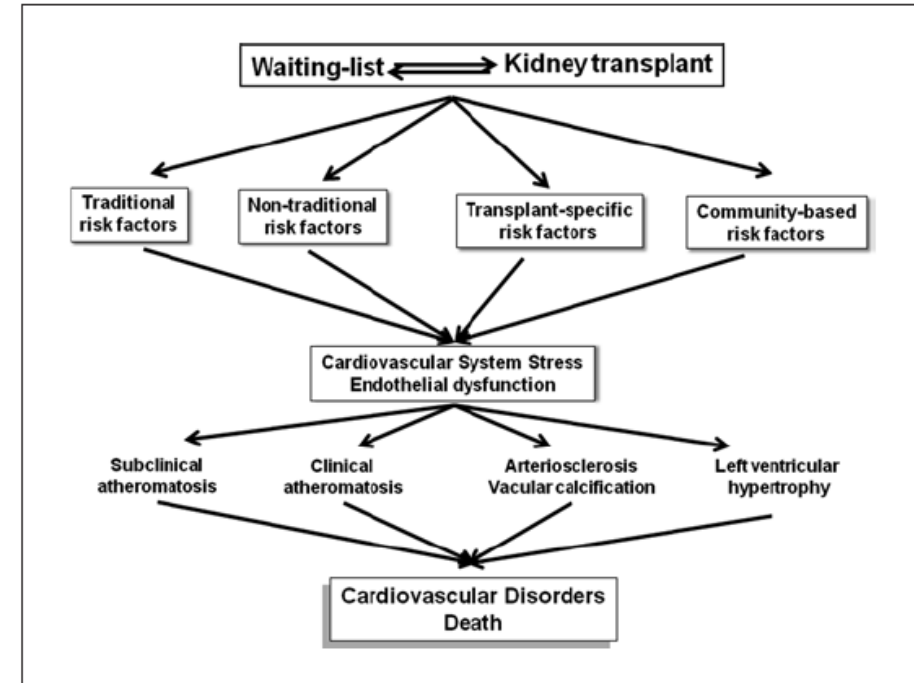 Waiting-list Kidney transplant
Traditional
risk factors
Non-traditional
risk factors
Transplant-specific
risk factors
Community-based
risk factors
Cardiovascular System Stress
Endothelial dysfunction
Subclinical
atheromatosis
Clinical
atheromatosis
Arteriosclerosis
Vacular calcification
Left ventricular
hypertrophy
Cardiovascular Disorders
Death